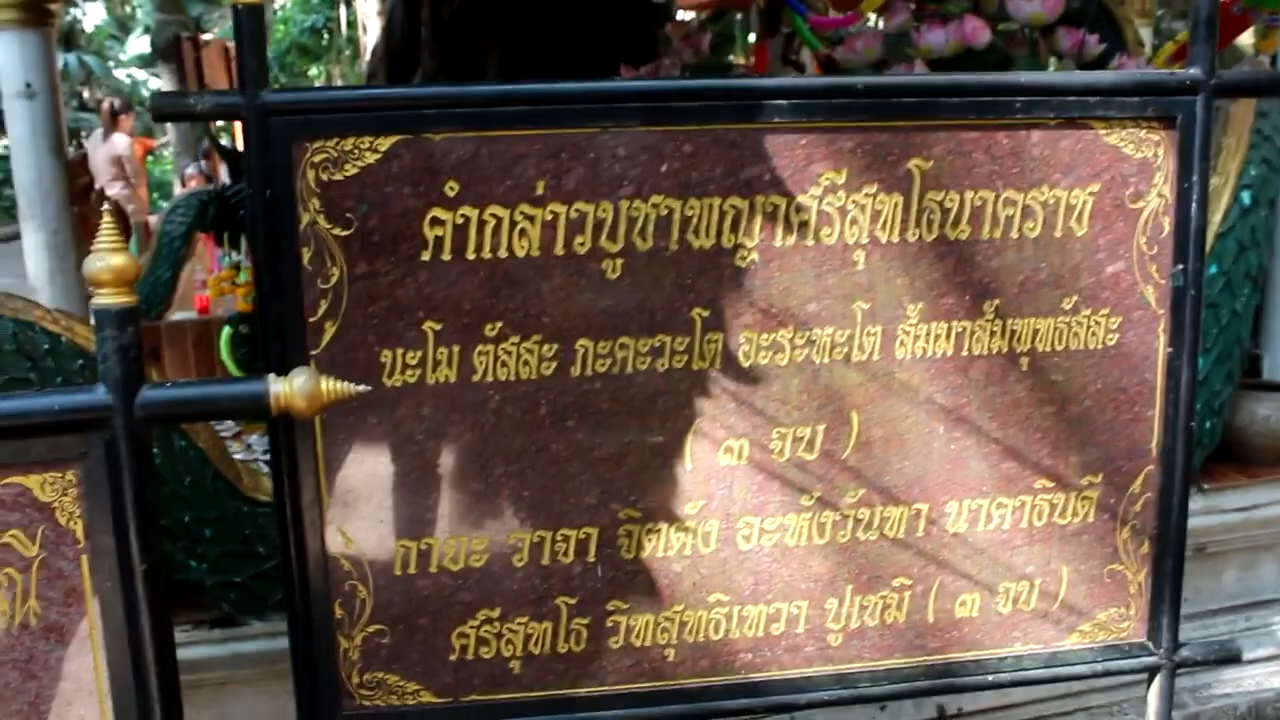 คำกล่าวบูชาพญาศรีสุทโธนาคราช
นะโม ตัสสะ ภะคะวะโต อะระหะโต สัมมาสัมพุทธัสสะ
( ๓ จบ )
กายะ วาจา จิตตัง อะหังวันทา นาคาธิบดี
ศรีสุทโธ วิทสุทธิเทวา ปูเชมิ ( ๓ จบ )